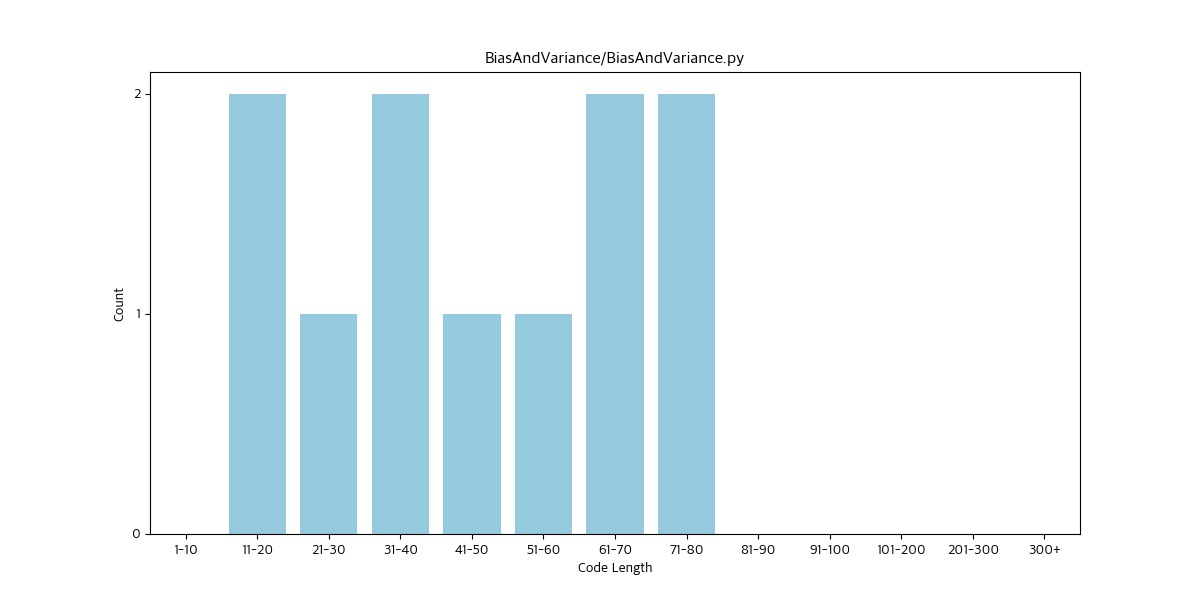 BiasAndVariance/BiasAndVariance.py
2
1
0
Count
1-10 11-20 21-30 31-40 41-50 51-60 61-70 71-80 81-90 91-100 101-200 201-300 300+
Code Length